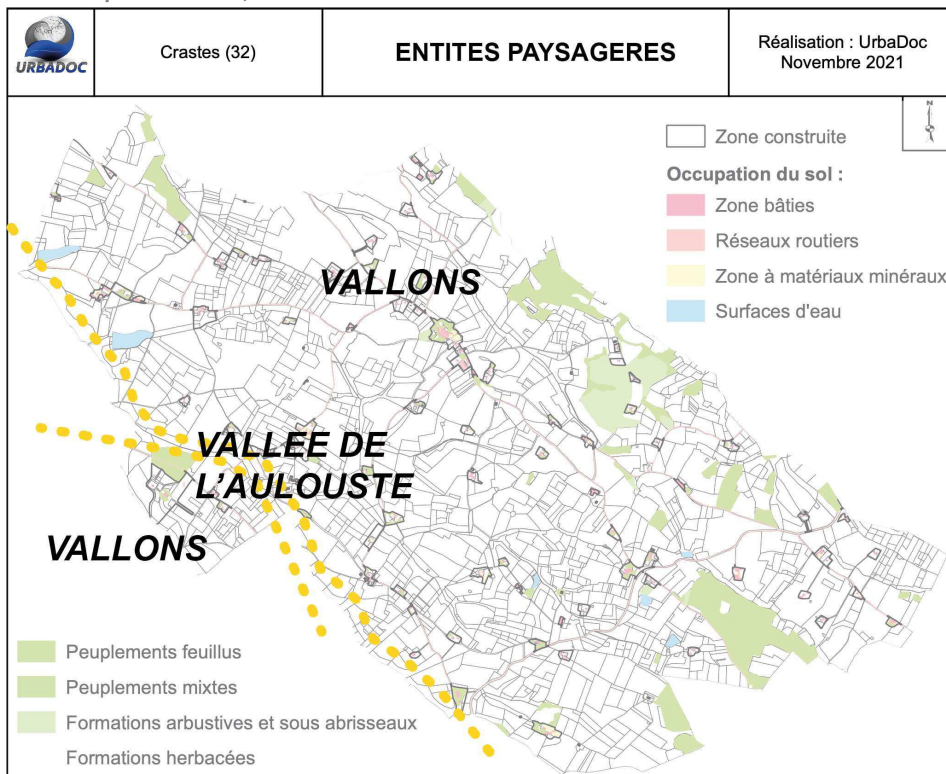 URBADOC
Crastes (32)
ENTITES PAYSAGERES
Réalisation : UrbaDoc
Novembre 2021
N
Zone construite
Occupation du sol :
Zone bâties
Réseaux routiers
Zone à matériaux minéraux
Surfaces d'eau
VALLONS
VALLEE DE
L'AULOUSTE
VALLONS
Peuplements feuillus
Peuplements mixtes
Formations arbustives et sous abrisseaux
Formations herbacées